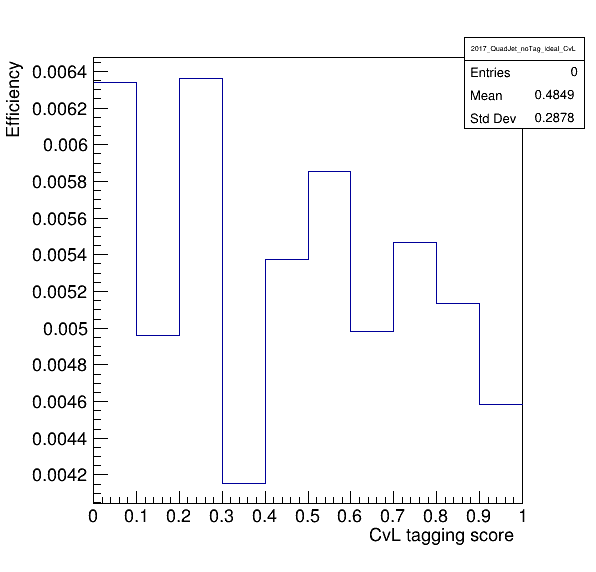 2017_QuadJet_noTag_ideal_CvL
Entries 0
Mean 0.4849
Std Dev 0.2878
Efficiency
0.0064
0.0062
0.006
0.0058
0.0056
0.0054
0.0052
0.005
0.0048
0.0046
0.0044
0.0042
0 0.1 0.2 0.3 0.4 0.5 0.6 0.7 0.8 0.9 1
CvL tagging score